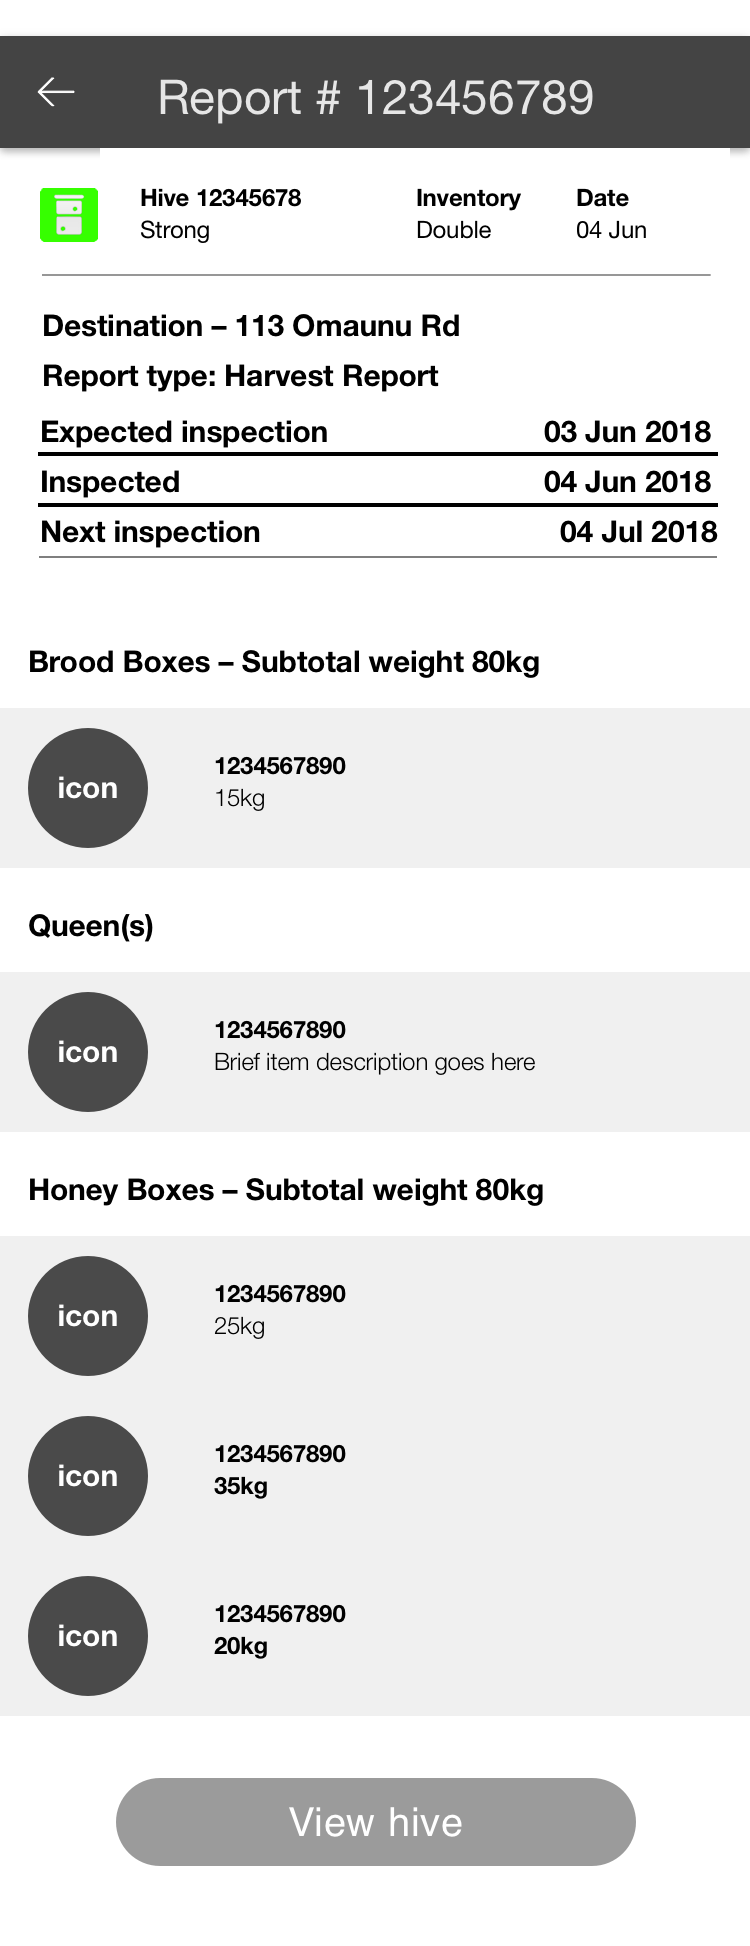 Report # 123456789
Hive 12345678 Inventory Date
Strong Double 04 Jun
Destination – 113 Omaunu Rd
Report type: Harvest Report
Expected inspection 03 Jun 2018
Inspected 04 Jun 2018
Next inspection 04 Jul 2018
Brood Boxes – Subtotal weight 80kg
icon
1234567890
15kg
Queen(s)
icon
1234567890
Brief item description goes here
Honey Boxes – Subtotal weight 80kg
icon
1234567890
25kg
icon
1234567890
35kg
icon
1234567890
20kg
View hive